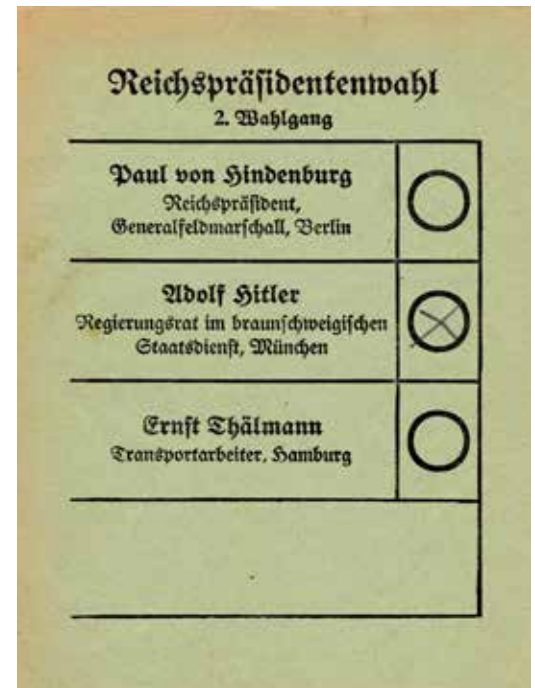 Reichspräsidentenwahl
2. Wahlgang
Paul von Hindenburg
Reichspräsident,
Generalfeldmarschall, Berlin
Adolf Hitler
Regierungsrat im braunschweigischen
Staatsdienst, München
Ernst Thälmann
Transportarbeiter, Hamburg